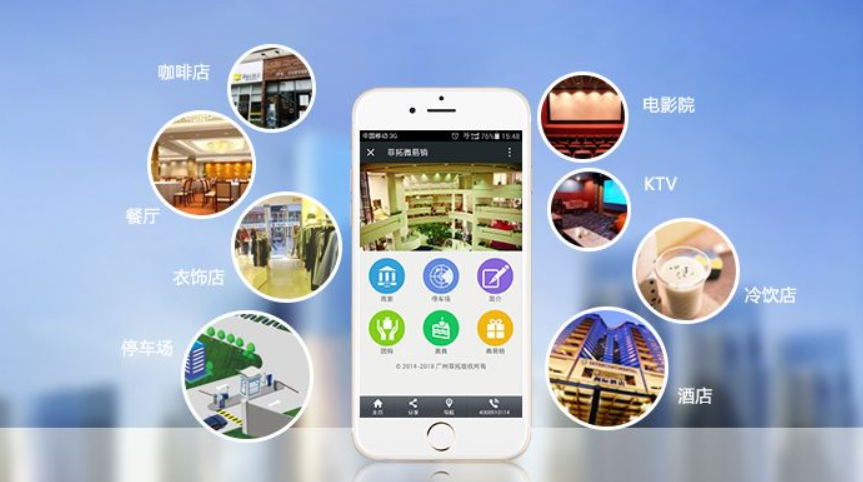 咖啡店
餐厅
衣饰店
停车场
中国移动3G
76% 15:48
菲拓微易销
商家
停车场
简介
团购
美食
微易销
© 2014-2018 广州菲拓版权所有
主页
分享
导航
电影院
KTV
冷饮店
酒店